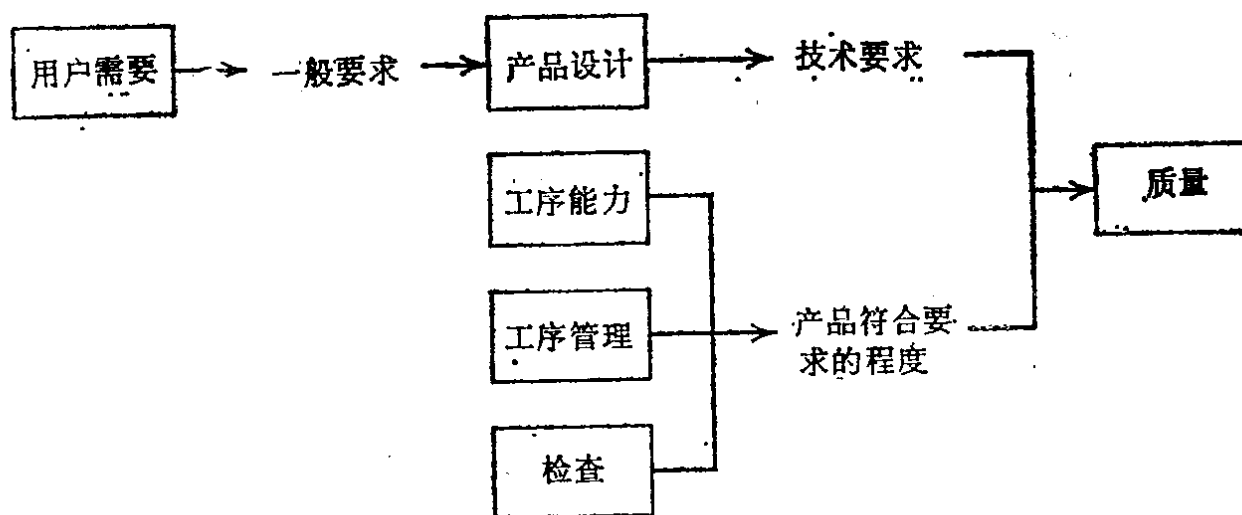 用户需要
一般要求
产品设计
技术要求
质量
工序能力
工序管理
产品符合要
求的程度
检查